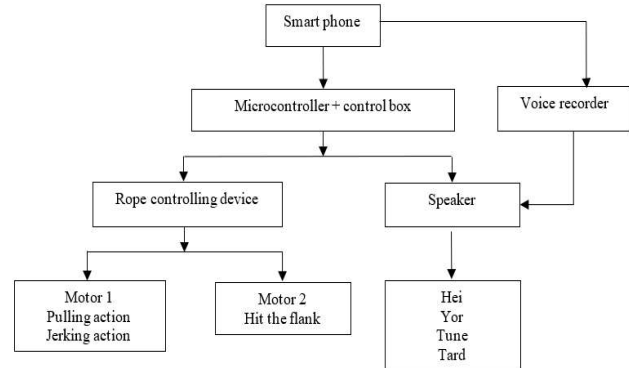 Smart phone
Microcontroller + control box
Voice recorder
Rope controlling device
Speaker
Motor 1
Pulling action
Jerking action
Motor 2
Hit the flank
Hei
Yor
Tune
Tard